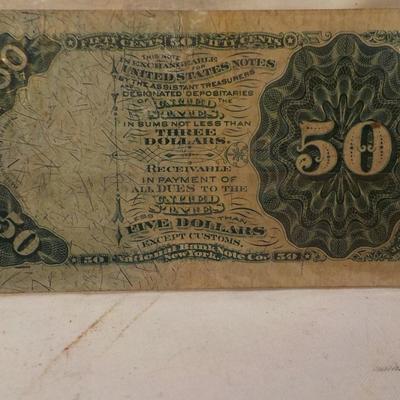 FIFTY CENTS 50 FIFTY CENTS
THIS NOTE
IS EXCHANGEABLE FOR
UNITED STATES NOTES
BY THE ASSISTANT TREASURERS
AND DESIGNATED DEPOSITARIES
OF THE
UNITED
STATES,
IN SUMS NOT LESS THAN
THREE
DOLLARS.
RECEIVABLE
IN PAYMENT OF
ALL DUES TO THE
UNITED
STATES
LESS THAN
FIVE DOLLARS
EXCEPT CUSTOMS.
50 National Bank Note Co. 50
New York.
50
50
50